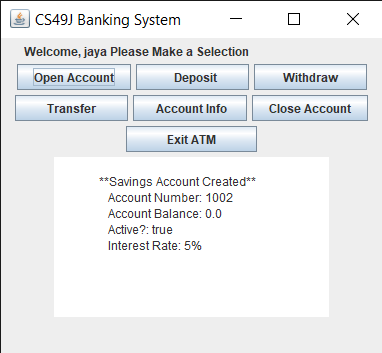 CS49J Banking System
Welcome, jaya Please Make a Selection
Open Account Deposit Withdraw
Transfer Account Info Close Account
Exit ATM
**Savings Account Created**
Account Number: 1002
Account Balance: 0.0
Active?: true
Interest Rate: 5%